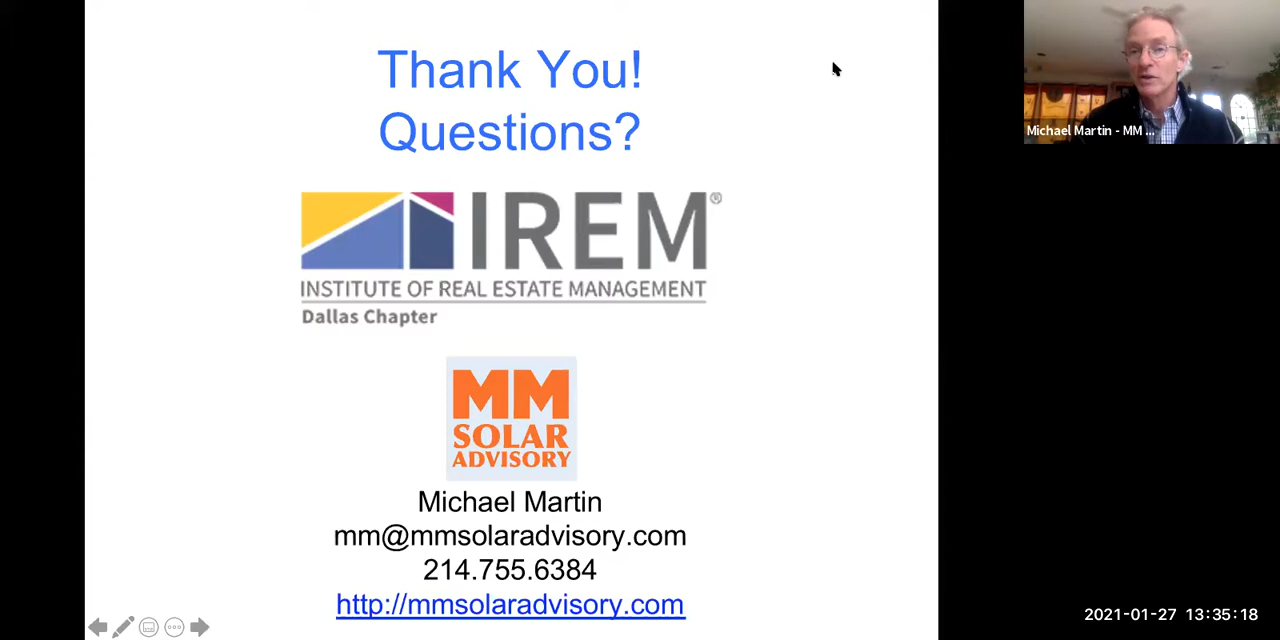 Thank You!
Questions?
IREM®
INSTITUTE OF REAL ESTATE MANAGEMENT
Dallas Chapter
MM
SOLAR
ADVISORY
Michael Martin
mm@mmsolaradvisory.com
214.755.6384
http://mmsolaradvisory.com
Michael Martin - MM ...
2021-01-27 13:35:18